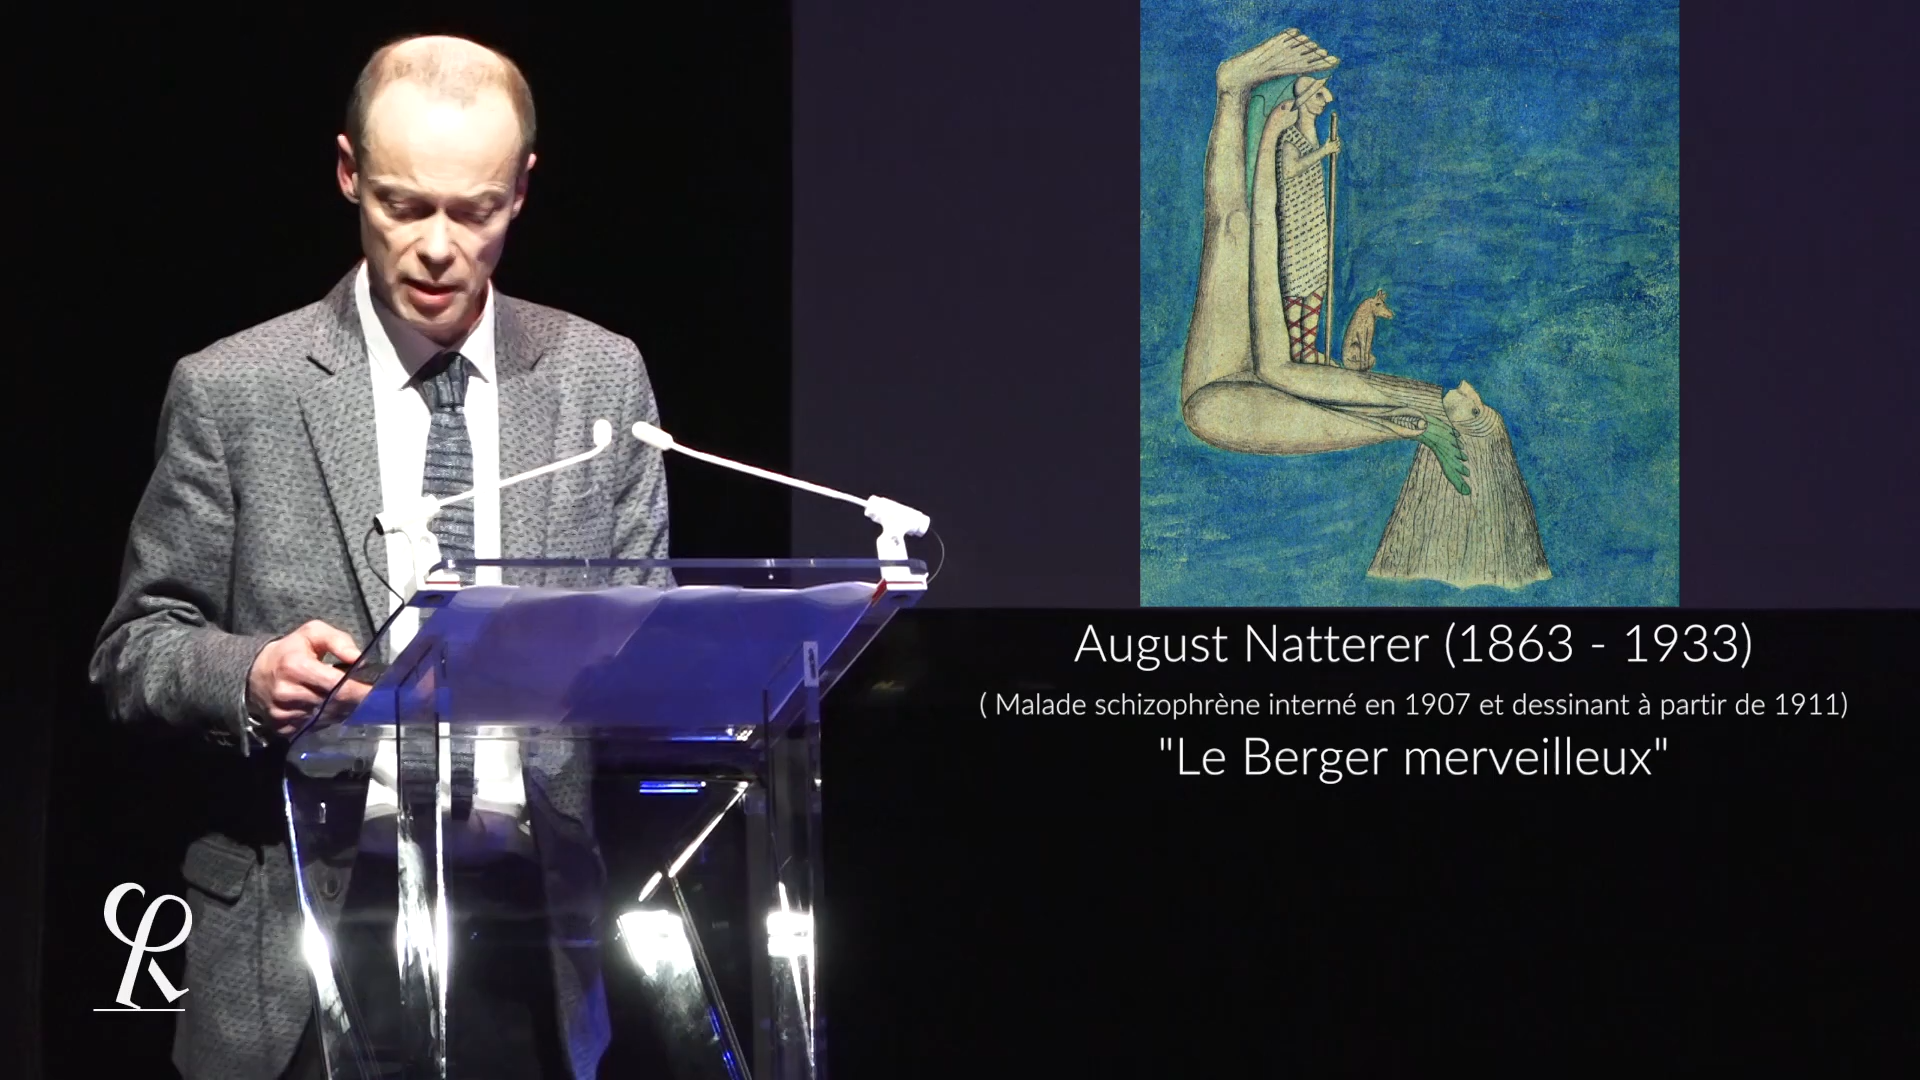 August Natterer (1863 - 1933)
( Malade schizophrène interné en 1907 et dessinant à partir de 1911)
"Le Berger merveilleux"